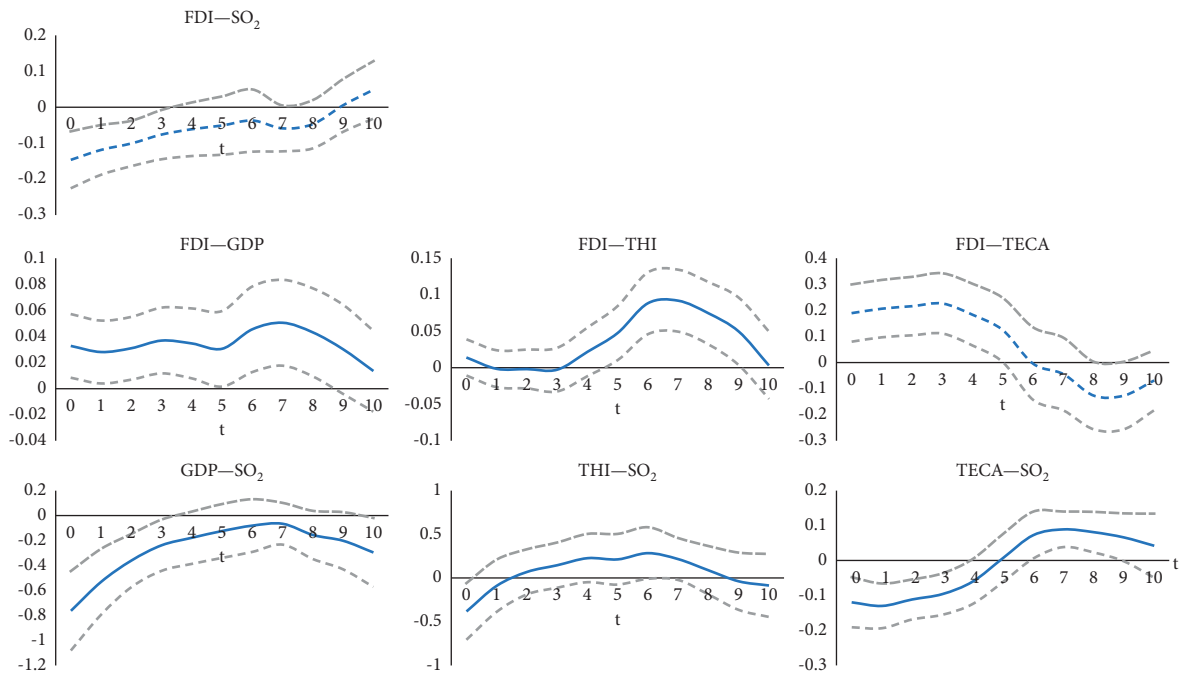 FDI—SO₂
0.2
0.1
0
-0.1
-0.2
-0.3
0 1 2 3 4 5 6 7 8 9 10
t
FDI—GDP
0.1
0.08
0.06
0.04
0.02
0
-0.02
-0.04
0 1 2 3 4 5 6 7 8 9 10
t
FDI—THI
0.15
0.1
0.05
0
-0.05
-0.1
0 1 2 3 4 5 6 7 8 9 10
t
FDI—TECA
0.4
0.3
0.2
0.1
0
-0.1
-0.2
-0.3
0 1 2 3 4 5 6 7 8 9 10
t
GDP—SO₂
0.2
0
-0.2
-0.4
-0.6
-0.8
-1
-1.2
0 1 2 3 4 5 6 7 8 9 10
t
THI—SO₂
1
0.5
0
-0.5
-1
0 1 2 3 4 5 6 7 8 9 10
t
TECA—SO₂
0.2
0.1
0
-0.1
-0.2
-0.3
0 1 2 3 4 5 6 7 8 9 10
t